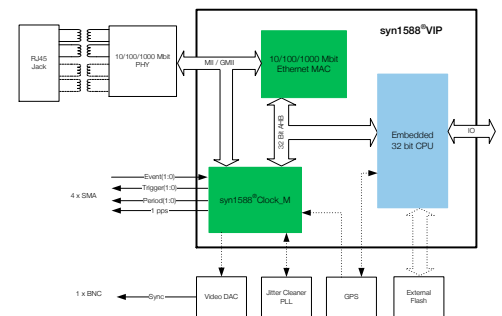 syn1588®VIP
RJ45
Jack
10/100/1000 Mbit
PHY
MII / GMII
10/100/1000 Mbit
Ethernet MAC
32 Bit AHB
Embedded
32 bit CPU
IO
4 x SMA
Event(1:0)
Trigger(1:0)
Period(1:0)
1 pps
syn1588®Clock_M
1 x BNC
Sync
Video DAC
Jitter Cleaner
PLL
GPS
External
Flash